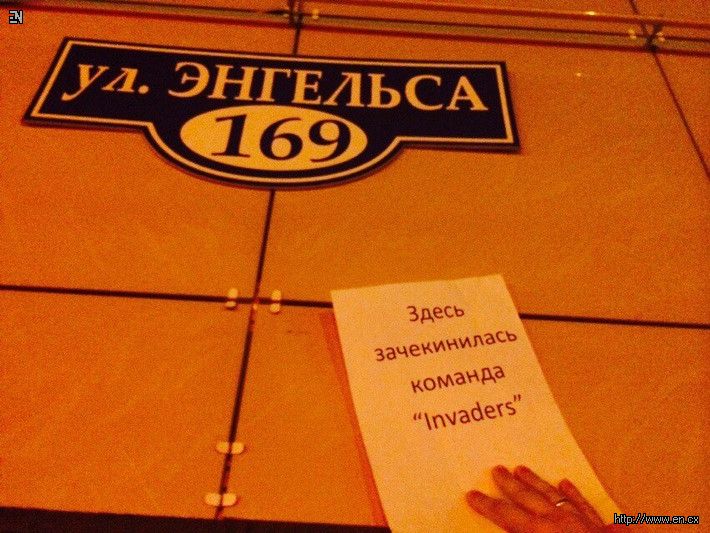 EN
ул. ЭНГЕЛЬСА
169
Здесь
зачекинилась
команда
“Invaders”
http://www.en.cx